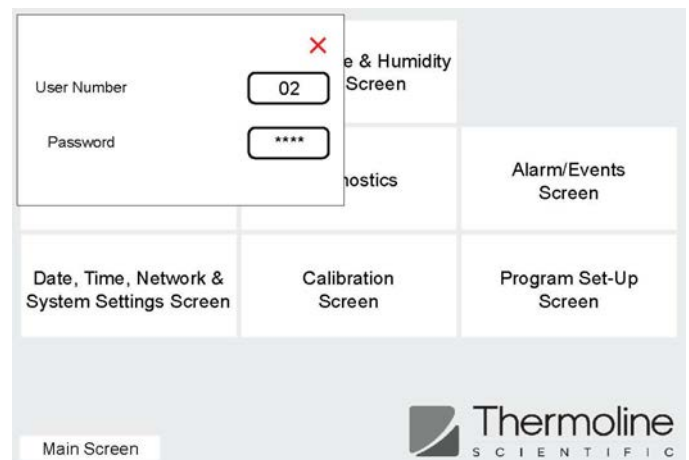 User Number
02
Password
****
e & Humidity
Screen
nostics
Alarm/Events
Screen
Date, Time, Network &
System Settings Screen
Calibration
Screen
Program Set-Up
Screen
Main Screen
Thermoline
SCIENTIFIC